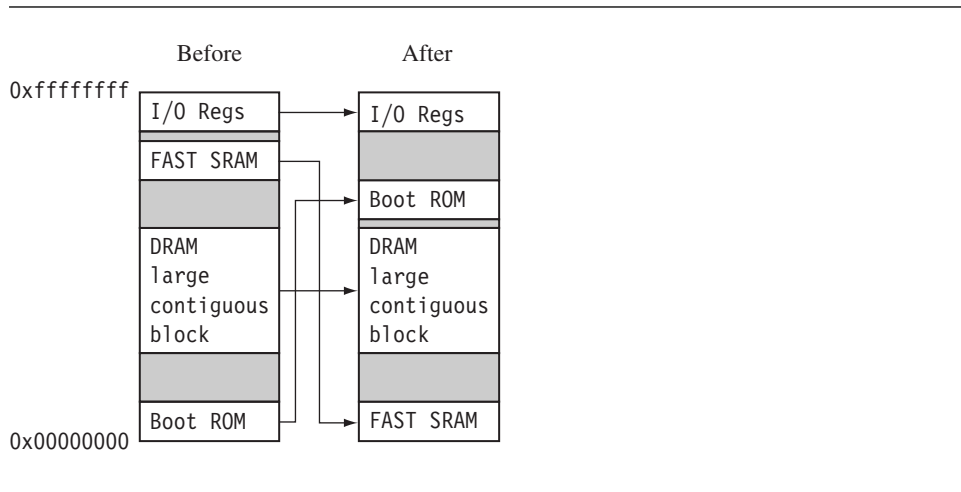 Before
After
0xffffffff
I/O Regs
FAST SRAM
DRAM
large
contiguous
block
Boot ROM
0x00000000
I/O Regs
Boot ROM
DRAM
large
contiguous
block
FAST SRAM